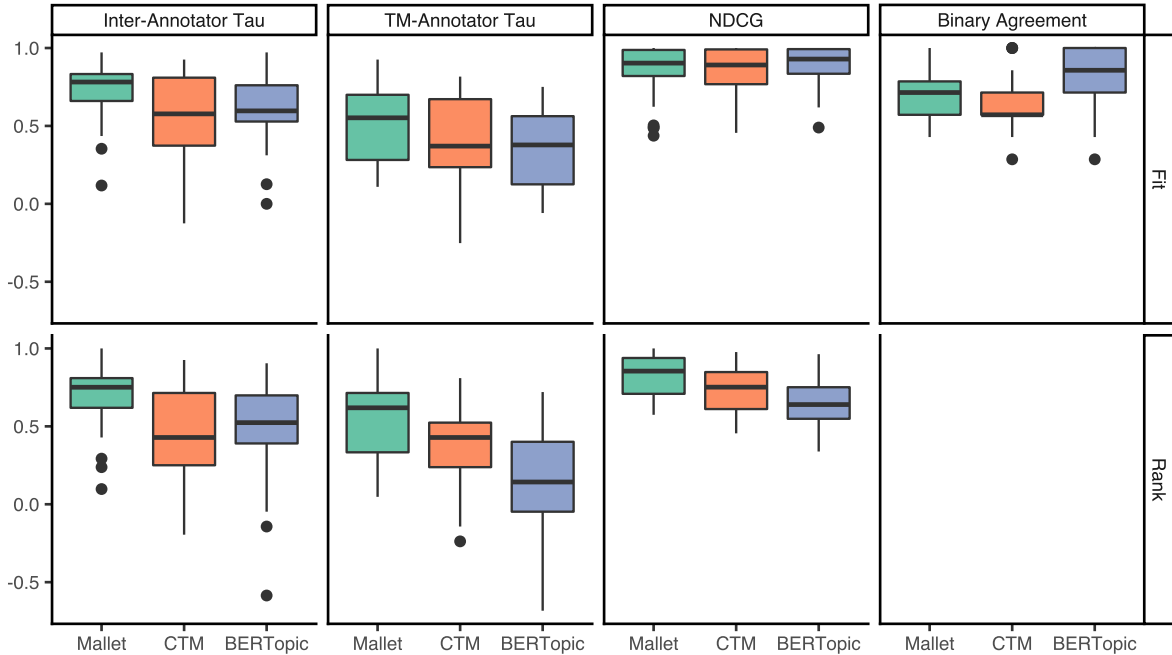 Inter-Annotator Tau
TM-Annotator Tau
NDCG
Binary Agreement
1.0
0.5
0.0
-0.5
Fit
1.0
0.5
0.0
-0.5
Rank
Mallet CTM BERTopic
Mallet CTM BERTopic
Mallet CTM BERTopic
Mallet CTM BERTopic